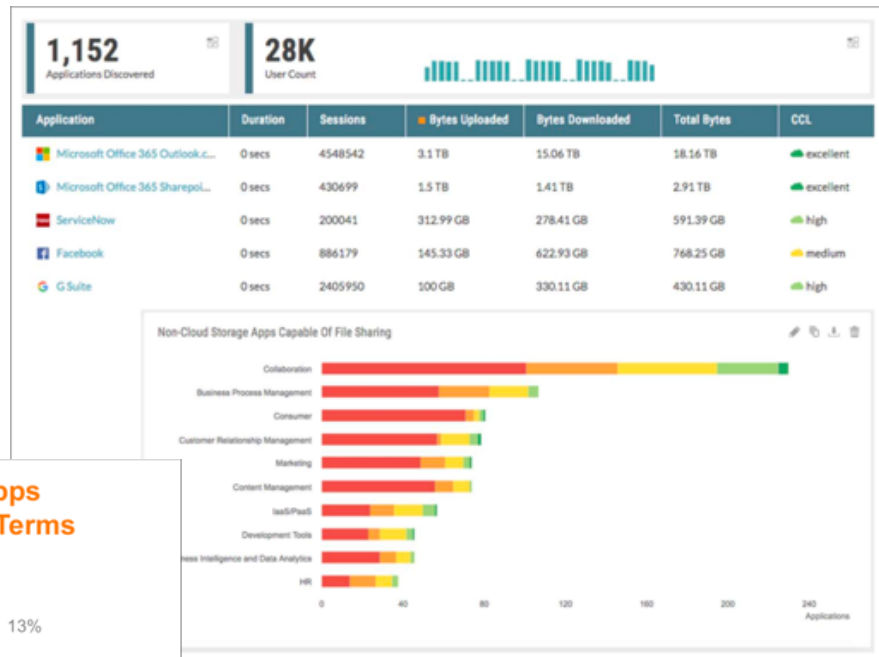 1,152
Applications Discovered
28K
User Count
Application Duration Sessions Bytes Uploaded Bytes Downloaded Total Bytes CCL
Microsoft Office 365 Outlook.c... 0 secs 4548542 3.1 TB 15.06 TB 18.16 TB excellent
Microsoft Office 365 Sharepoi... 0 secs 430699 1.5 TB 1.41 TB 2.91 TB excellent
ServiceNow 0 secs 200041 312.99 GB 278.41 GB 591.39 GB high
Facebook 0 secs 886179 145.33 GB 622.93 GB 768.25 GB medium
G Suite 0 secs 2405950 100 GB 330.11 GB 430.11 GB high
Non-Cloud Storage Apps Capable Of File Sharing
Collaboration
Business Process Management
Consumer
Customer Relationship Management
Marketing
Content Management
IaaS/PaaS
Development Tools
ness Intelligence and Data Analytics
HR
0 40 80 120 160 200 240
Applications
pps
Terms
13%